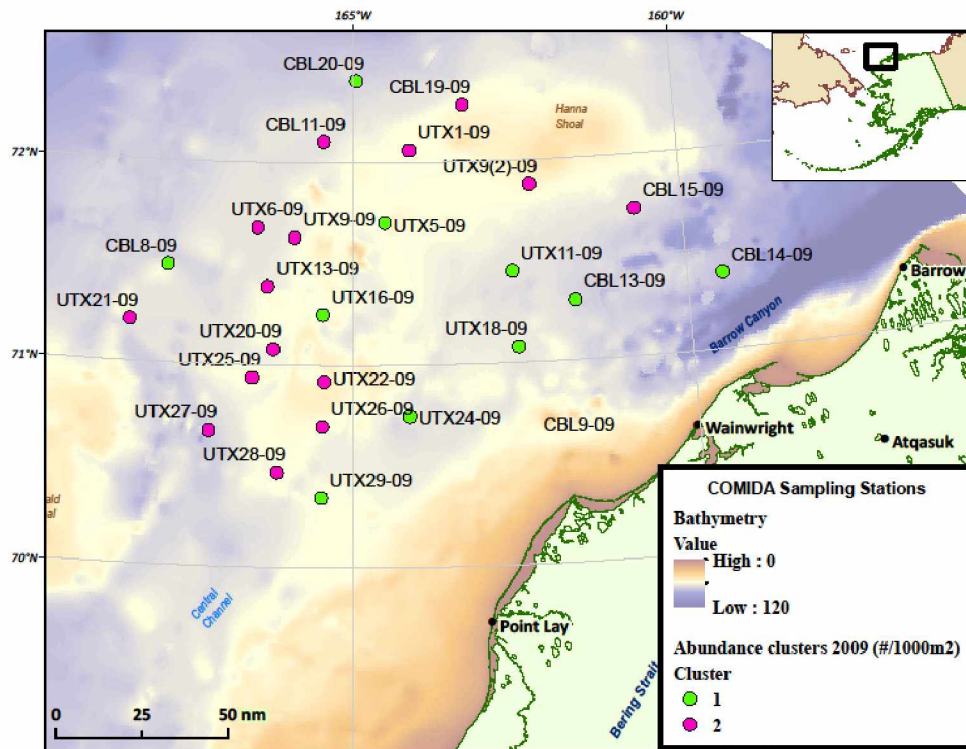 165°W
160°W
CBL20-09
CBL19-09
Hanna
Shoal
CBL11-09
UTX1-09
72°N
UTX9(2)-09
CBL15-09
UTX6-09
UTX9-09
UTX5-09
CBL8-09
UTX11-09
CBL14-09
Barrow
UTX13-09
CBL13-09
UTX21-09
UTX16-09
UTX20-09
UTX18-09
Barrow Canyon
71°N
UTX25-09
UTX22-09
UTX27-09
UTX26-09
UTX24-09
CBL9-09
Wainwright
Atqasuk
UTX28-09
UTX29-09
ald
al
70°N
Central
Channel
Point Lay
Bering Strait
0 25 50 nm
COMIDA Sampling Stations
Bathymetry
Value
High : 0
Low : 120
Abundance clusters 2009 (#/1000m2)
Cluster
1
2